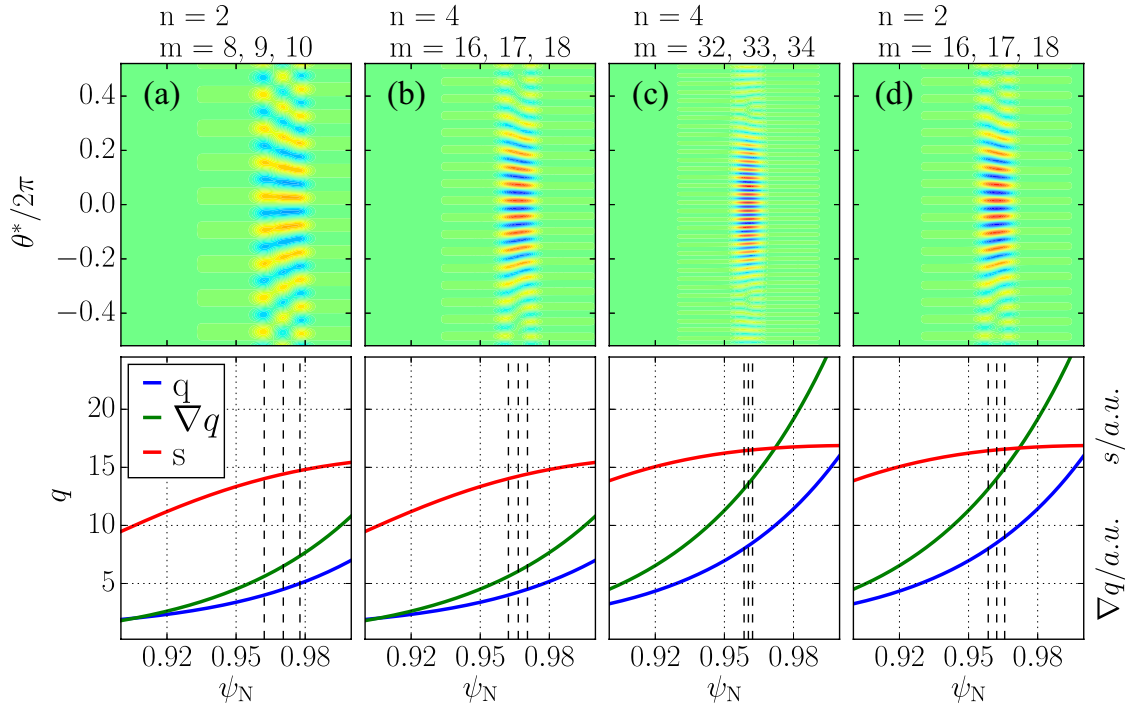 n = 2
m = 8, 9, 10
n = 4
m = 16, 17, 18
n = 4
m = 32, 33, 34
n = 2
m = 16, 17, 18
(a)
(b)
(c)
(d)
θ*/2π
0.4
0.2
0.0
−0.2
−0.4
q
∇q
s
q
20
15
10
5
s/a.u.
∇q/a.u.
0.92 0.95 0.98
0.92 0.95 0.98
0.92 0.95 0.98
0.92 0.95 0.98
ψN
ψN
ψN
ψN